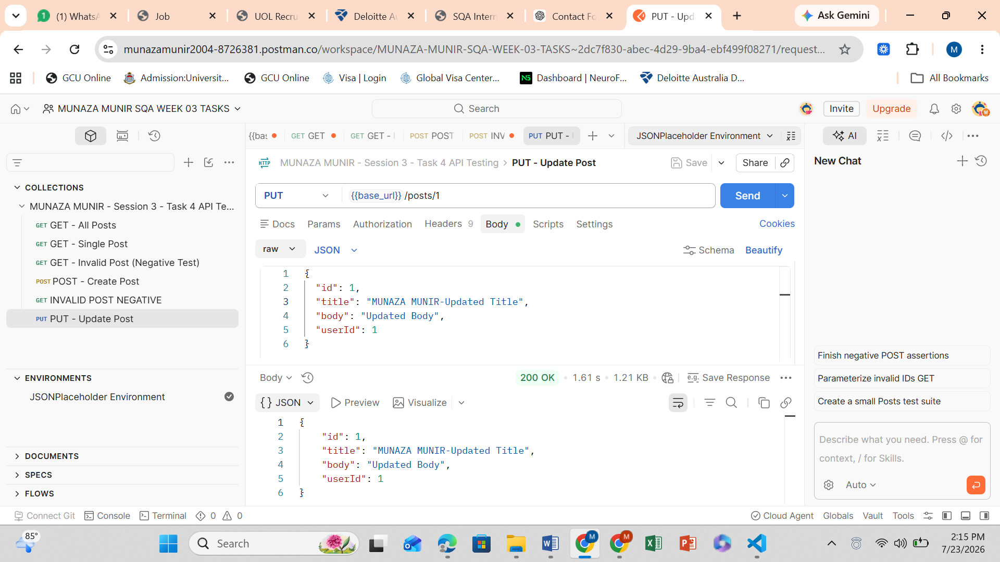 (1) WhatsA
Job
UOL Recru
Deloitte Au
SQA Intern
Contact Fo
PUT - Upd
Ask Gemini
munazamunir2004-8726381.postman.co/workspace/MUNAZA-MUNIR-SQA-WEEK-03-TASKS~2dc7f830-abec-4d29-9ba4-ebf499f08271/request...
M
GCU Online
Admission:Universit...
GCU Online
Visa | Login
Global Visa Center...
Dashboard | NeuroF...
Deloitte Australia D...
All Bookmarks
MUNAZA MUNIR SQA WEEK 03 TASKS
Search
Invite
Upgrade
{{bas
GET GET
GET GET - I
POST POST
POST INV
PUT PUT - 
JSONPlaceholder Environment
AI
MUNAZA MUNIR - Session 3 - Task 4 API Testing > PUT - Update Post
Save
Share
New Chat
COLLECTIONS
MUNAZA MUNIR - Session 3 - Task 4 API Te...
GET GET - All Posts
GET GET - Single Post
GET GET - Invalid Post (Negative Test)
POST POST - Create Post
GET INVALID POST NEGATIVE
PUT PUT - Update Post
PUT
{{base_url}} /posts/1
Send
Docs Params Authorization Headers 9 Body Scripts Settings
Cookies
raw
JSON
Schema
Beautify
1 {
2 "id": 1,
3 "title": "MUNAZA MUNIR-Updated Title",
4 "body": "Updated Body",
5 "userId": 1
6 }
ENVIRONMENTS
JSONPlaceholder Environment
DOCUMENTS
SPECS
FLOWS
Body
200 OK • 1.61 s • 1.21 KB
e.g. Save Response
{} JSON
Preview
Visualize
1 {
2 "id": 1,
3 "title": "MUNAZA MUNIR-Updated Title",
4 "body": "Updated Body",
5 "userId": 1
6 }
Finish negative POST assertions
Parameterize invalid IDs GET
Create a small Posts test suite
Describe what you need. Press @ for
context, / for Skills.
Auto
Connect Git
Console
Terminal
0
0
Cloud Agent
Globals
Vault
Tools
85°
Search
2:15 PM
7/23/2026